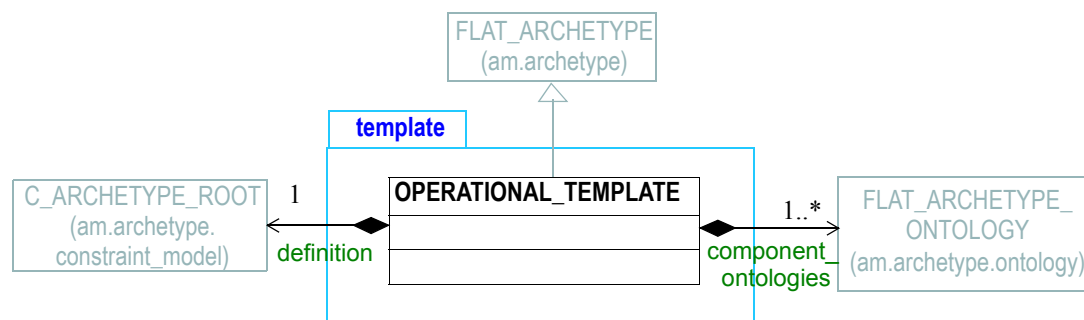 FLAT_ARCHETYPE
(am.archetype)
template
C_ARCHETYPE_ROOT
(am.archetype.
constraint_model)
1
definition
OPERATIONAL_TEMPLATE
1..*
component_
ontologies
FLAT_ARCHETYPE_
ONTOLOGY
(am.archetype.ontology)